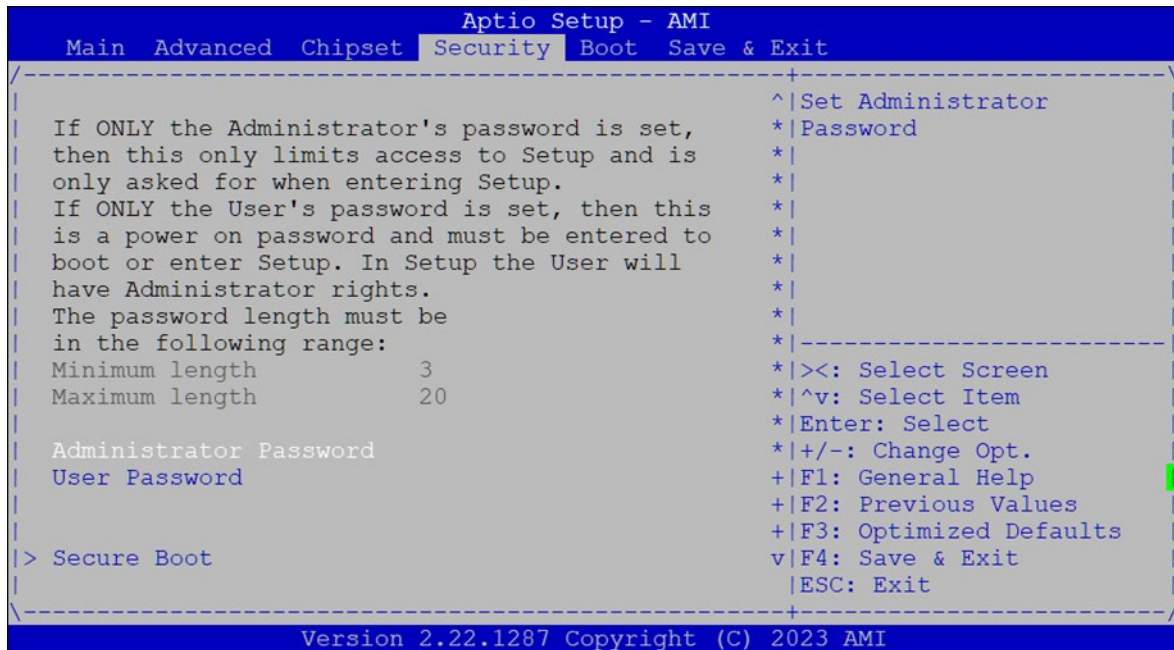 Aptio Setup - AMI
Main Advanced Chipset Security Boot Save & Exit
/----------------------------------------------------+-------------------------\
^|Set Administrator
If ONLY the Administrator's password is set, *|Password
then this only limits access to Setup and is *|
only asked for when entering Setup. *|
If ONLY the User's password is set, then this *|
is a power on password and must be entered to *|
boot or enter Setup. In Setup the User will *|
have Administrator rights. *|
The password length must be *|
in the following range: *|-------------------------|
Minimum length 3 *|><: Select Screen
Maximum length 20 *|^v: Select Item
*|Enter: Select
Administrator Password *|+/-: Change Opt.
User Password +|F1: General Help
+|F2: Previous Values
+|F3: Optimized Defaults
|> Secure Boot v|F4: Save & Exit
|ESC: Exit
\----------------------------------------------------+-------------------------/
Version 2.22.1287 Copyright (C) 2023 AMI